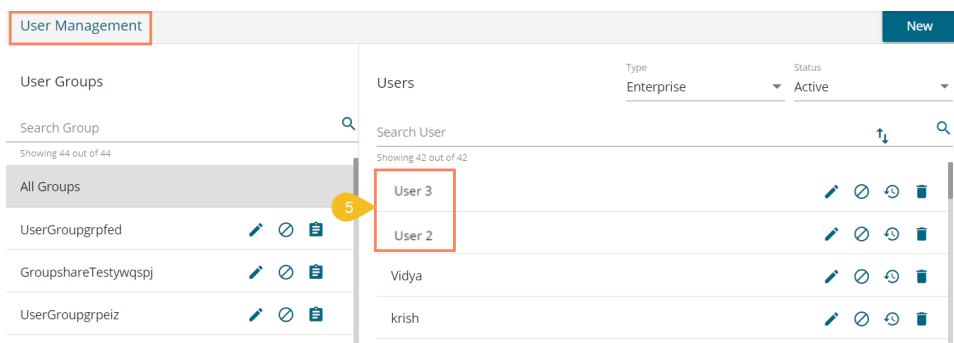 User Management
New
User Groups
Search Group
Showing 44 out of 44
All Groups
UserGroupgrpfed
GroupshareTestywqspj
UserGroupgrpeiz
Users
Type
Enterprise
Status
Active
Search User
Showing 42 out of 42
5
User 3
User 2
Vidya
krish